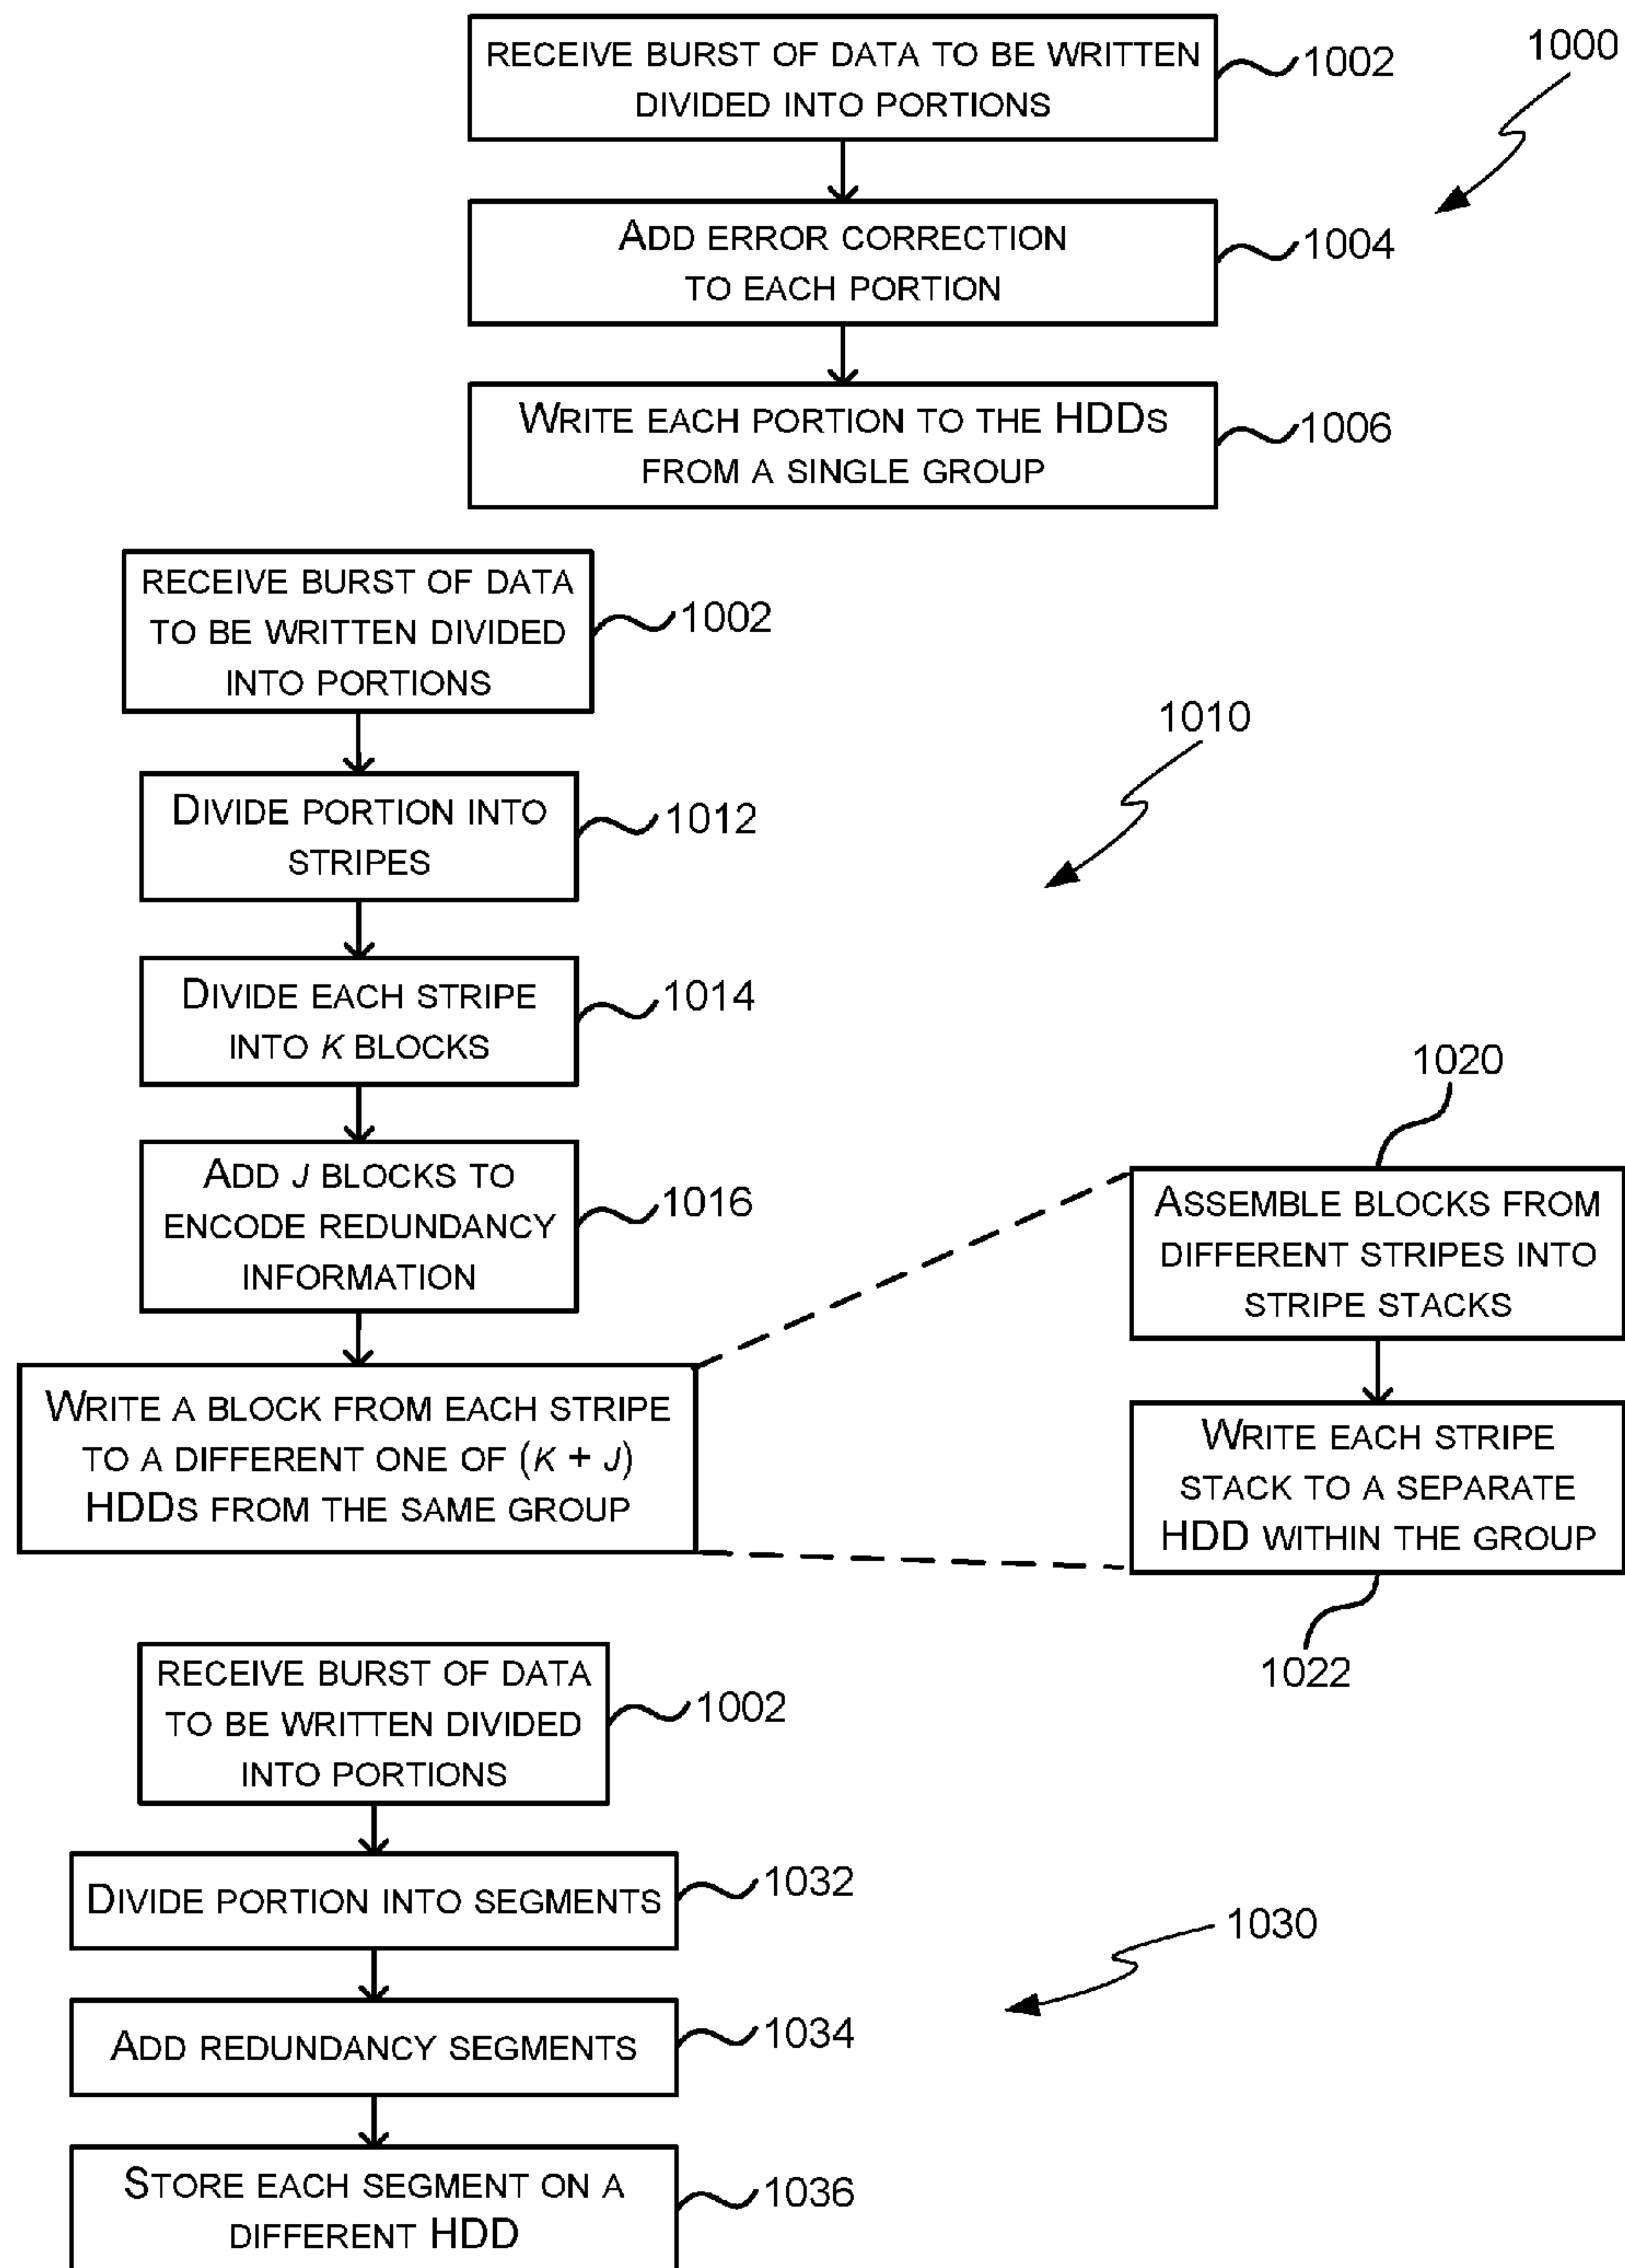 RECEIVE BURST OF DATA TO BE WRITTEN
DIVIDED INTO PORTIONS
1002
1000
ADD ERROR CORRECTION
TO EACH PORTION
1004
WRITE EACH PORTION TO THE HDDS
FROM A SINGLE GROUP
1006
RECEIVE BURST OF DATA
TO BE WRITTEN DIVIDED
INTO PORTIONS
1002
1010
DIVIDE PORTION INTO
STRIPES
1012
DIVIDE EACH STRIPE
INTO K BLOCKS
1014
ADD J BLOCKS TO
ENCODE REDUNDANCY
INFORMATION
1016
WRITE A BLOCK FROM EACH STRIPE
TO A DIFFERENT ONE OF (K + J)
HDDS FROM THE SAME GROUP
1020
ASSEMBLE BLOCKS FROM
DIFFERENT STRIPES INTO
STRIPE STACKS
WRITE EACH STRIPE
STACK TO A SEPARATE
HDD WITHIN THE GROUP
1022
RECEIVE BURST OF DATA
TO BE WRITTEN DIVIDED
INTO PORTIONS
1002
DIVIDE PORTION INTO SEGMENTS
1032
1030
ADD REDUNDANCY SEGMENTS
1034
STORE EACH SEGMENT ON A
DIFFERENT HDD
1036